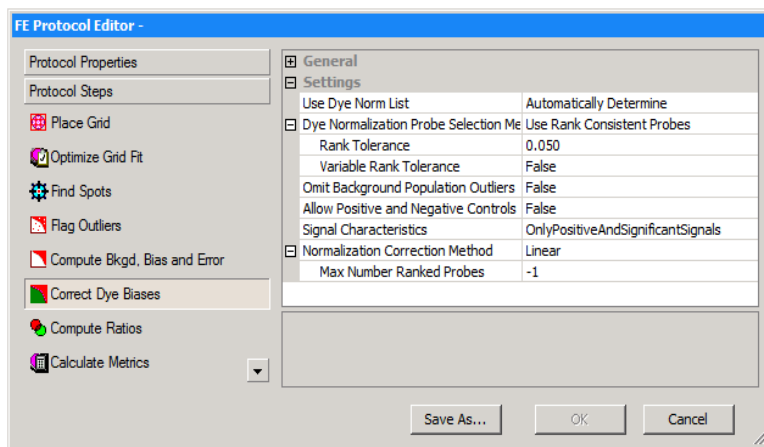 FE Protocol Editor -
Protocol Properties
Protocol Steps
Place Grid
Optimize Grid Fit
Find Spots
Flag Outliers
Compute Bkgd, Bias and Error
Correct Dye Biases
Compute Ratios
Calculate Metrics
General
Settings
Use Dye Norm List Automatically Determine
Dye Normalization Probe Selection Me Use Rank Consistent Probes
Rank Tolerance 0.050
Variable Rank Tolerance False
Omit Background Population Outliers False
Allow Positive and Negative Controls False
Signal Characteristics OnlyPositiveAndSignificantSignals
Normalization Correction Method Linear
Max Number Ranked Probes -1
Save As... OK Cancel